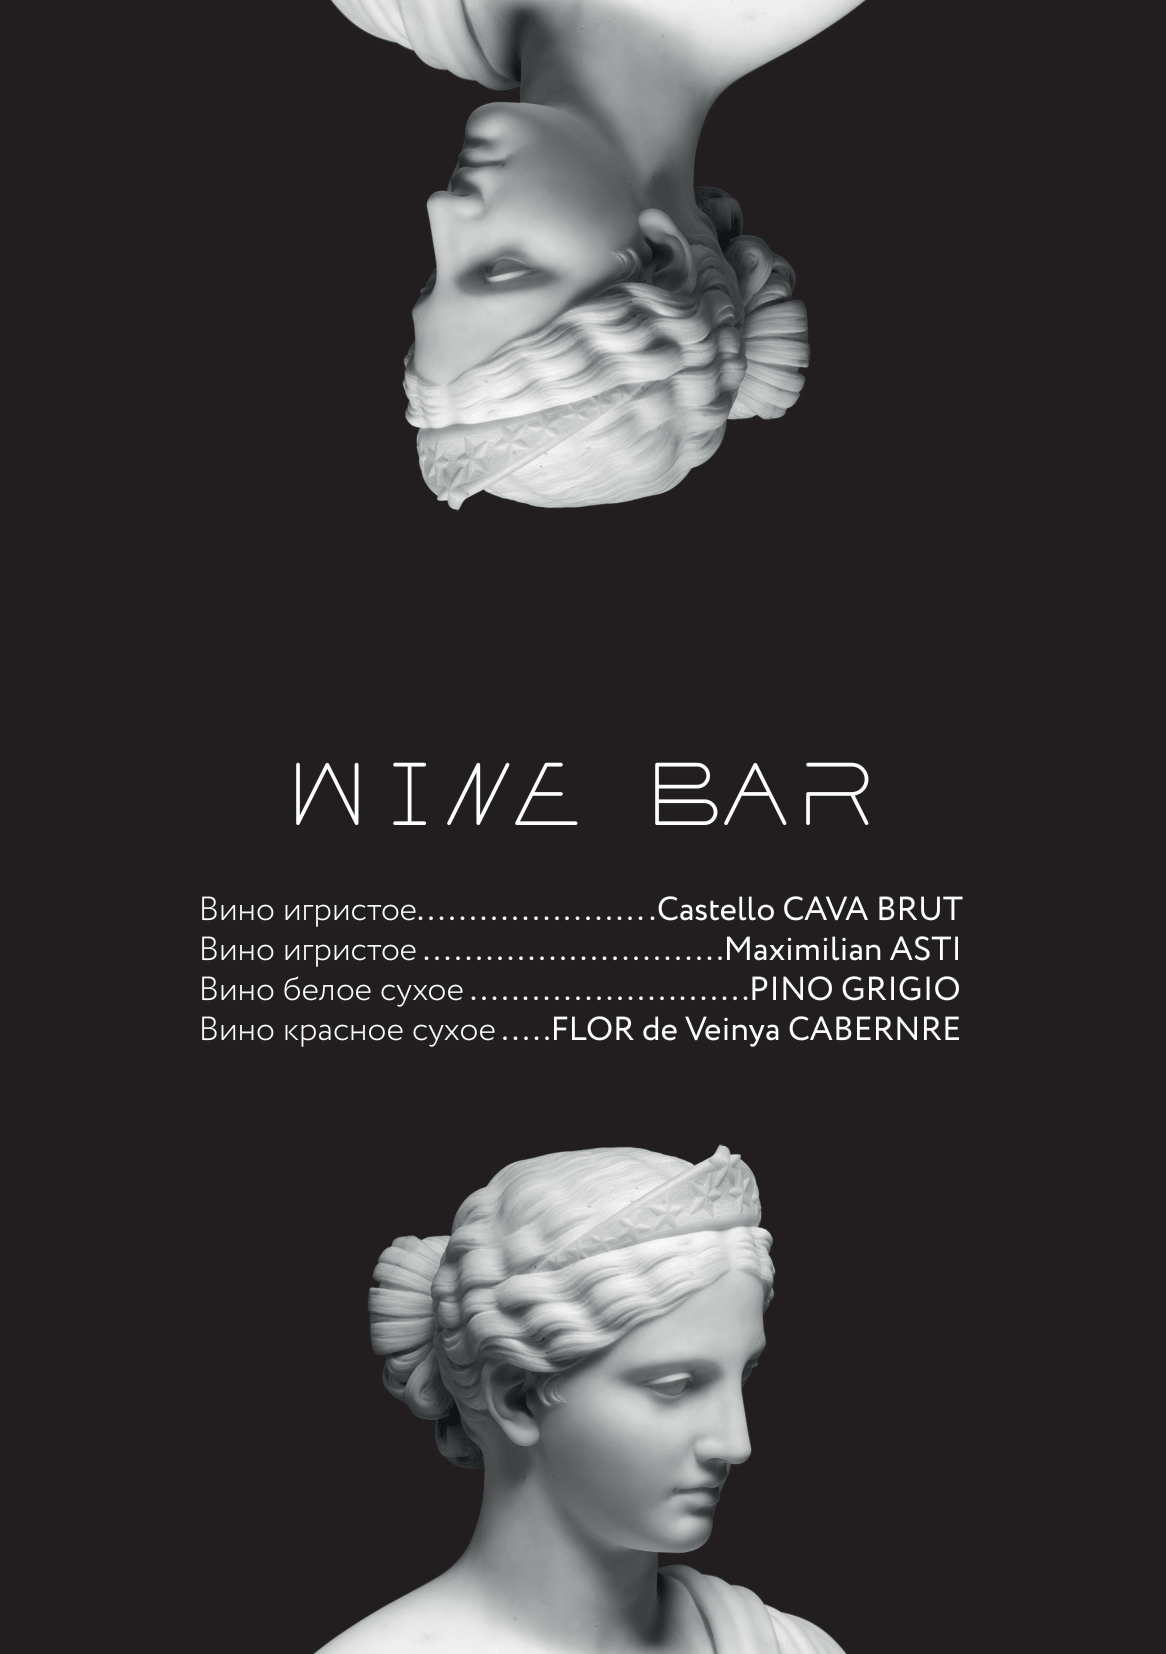 WINE BAR
Вино игристое.......................Castello CAVA BRUT
Вино игристое .............................Maximilian ASTI
Вино белое сухое ...........................PINO GRIGIO
Вино красное сухое .....FLOR de Veinya CABERNRE